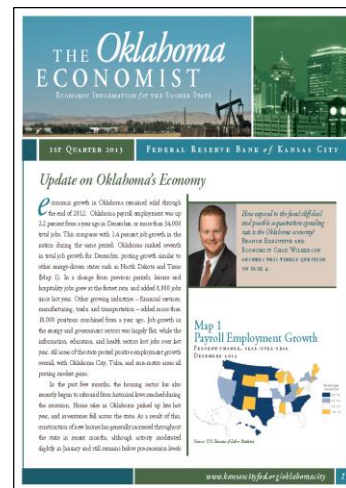 THE Oklahoma
ECONOMIST
ECONOMIC INFORMATION for the SOONER STATE
1ST QUARTER 2013
FEDERAL RESERVE BANK of KANSAS CITY
Update on Oklahoma's Economy
economic growth in Oklahoma remained solid through
the end of 2012. Oklahoma payroll employment was up
2.2 percent from a year ago in December, or more than 34,000
total jobs. This compares with 1.4 percent job growth in the
nation during the same period. Oklahoma ranked seventh
in total job growth for December, posting growth similar to
other energy-driven states such as North Dakota and Texas
(Map 1). In a change from previous periods, leisure and
hospitality jobs grew at the fastest rate, and added 8,800 jobs
since last year. Other growing industries – financial services,
manufacturing, trade, and transportation – added more than
18,000 positions combined from a year ago. Job growth in
the energy and government sectors was largely flat, while the
information, education, and health sectors lost jobs over last
year. All areas of the state posted positive employment growth
overall, with Oklahoma City, Tulsa, and non-metro areas all
posting modest gains.
In the past few months, the housing sector has also
recently begun to rebound from historical lows reached during
the recession. Home sales in Oklahoma picked up late last
year, and inventories fell across the state. As a result of this,
construction of new homes has generally increased throughout
the state in recent months, although activity moderated
slightly in January and still remains below pre-recession levels
How exposed to the fiscal cliff deal
and possible sequestration spending
cuts is the Oklahoma economy?
BRANCH EXECUTIVE AND
ECONOMIST CHAD WILKERSON
ANSWERS THIS TIMELY QUESTION
ON PAGE 4.
Map 1
Payroll Employment Growth
PERCENT CHANGE, YEAR-OVER-YEAR
DECEMBER 2012
Source: U.S. Bureau of Labor Statistics
www.kansascityfed.org/oklahomacity
1